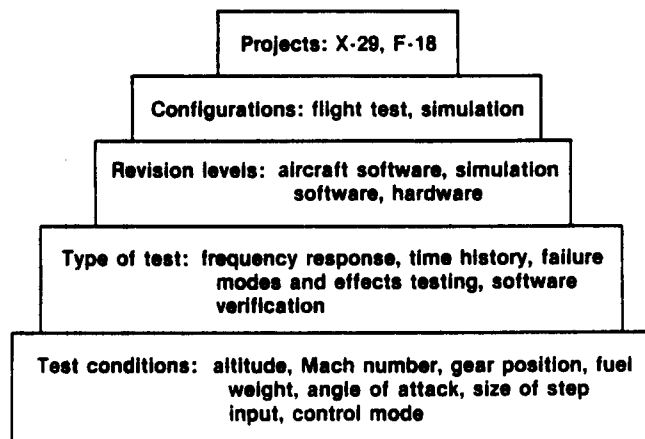 Projects: X-29, F-18
Configurations: flight test, simulation
Revision levels: aircraft software, simulation
software, hardware
Type of test: frequency response, time history, failure
modes and effects testing, software
verification
Test conditions: altitude, Mach number, gear position, fuel
weight, angle of attack, size of step
input, control mode